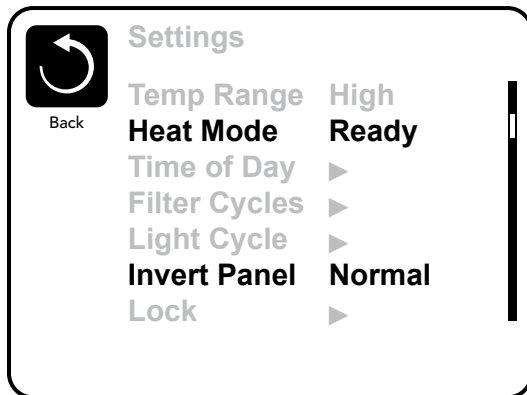 Settings
Back
Temp Range High
Heat Mode Ready
Time of Day ▶
Filter Cycles ▶
Light Cycle ▶
Invert Panel Normal
Lock ▶